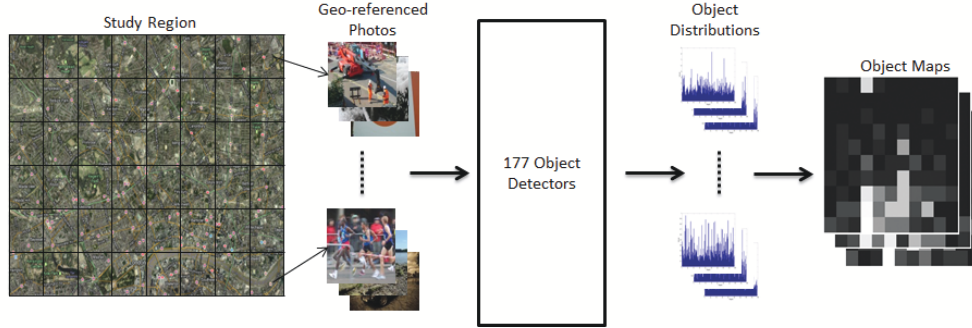 Study Region
Geo-referenced
Photos
Object
Distributions
Object Maps
177 Object
Detectors